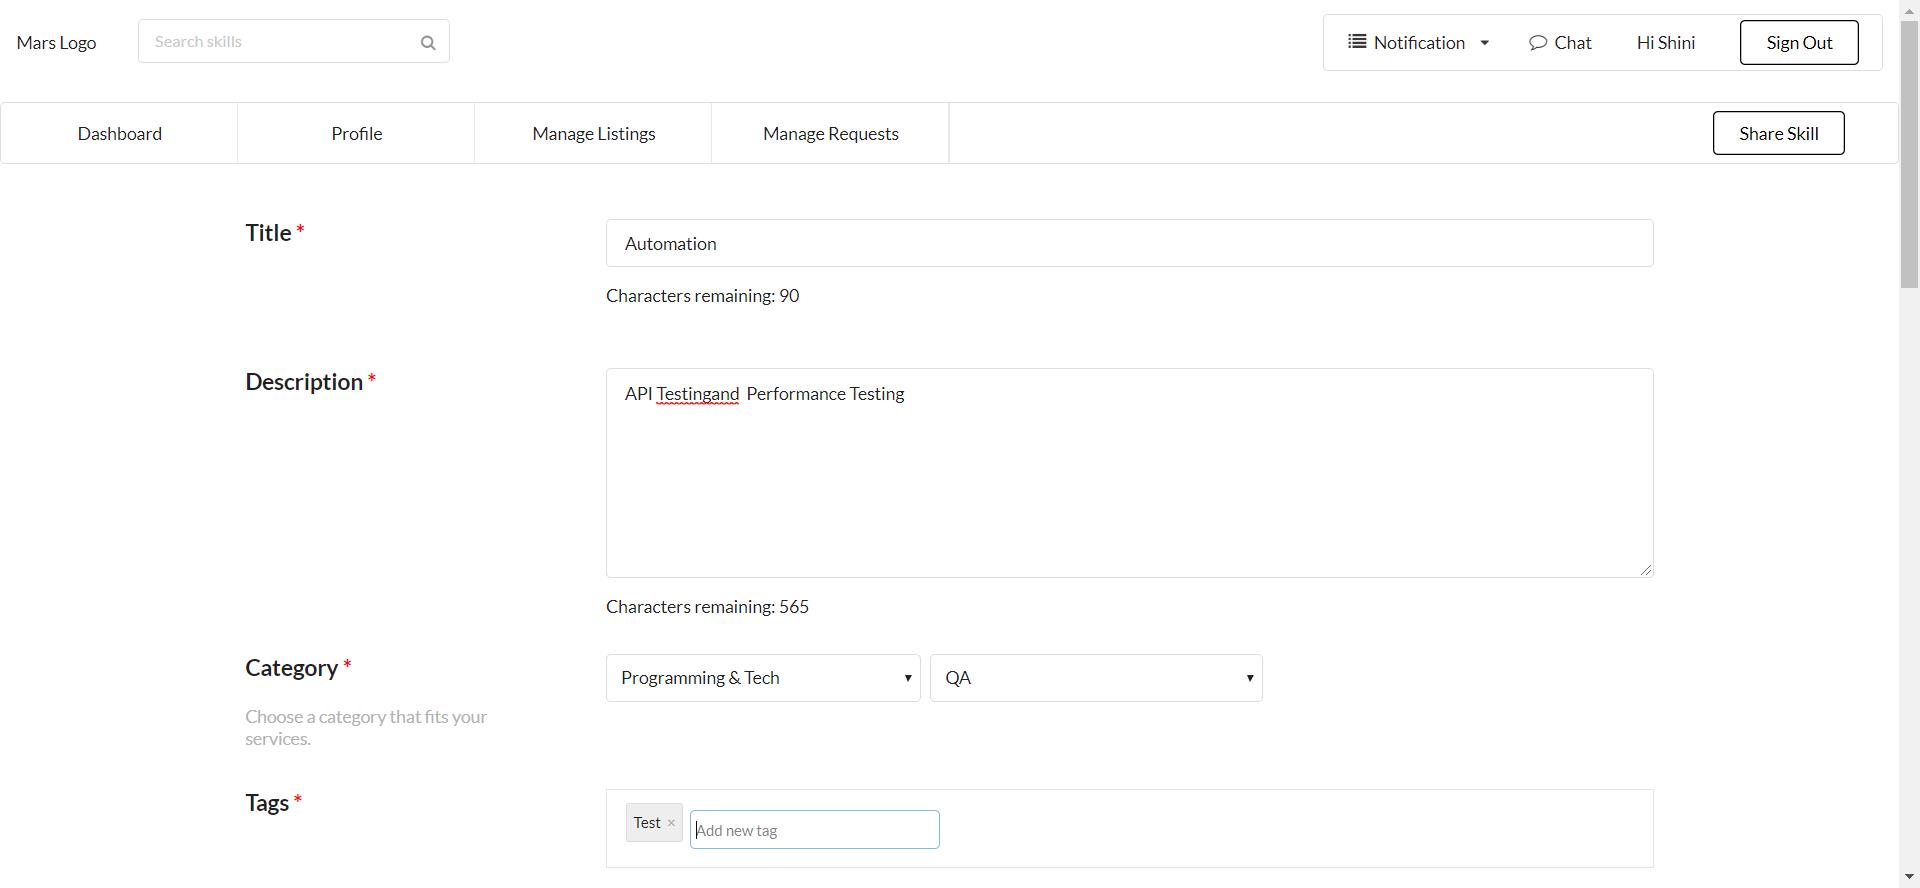 Mars Logo
Search skills
Notification
Chat
Hi Shini
Sign Out
Dashboard
Profile
Manage Listings
Manage Requests
Share Skill
Title *
Automation
Characters remaining: 90
Description *
API Testingand  Performance Testing
Characters remaining: 565
Category *
Programming & Tech
QA
Choose a category that fits your
services.
Tags *
Test ×
Add new tag